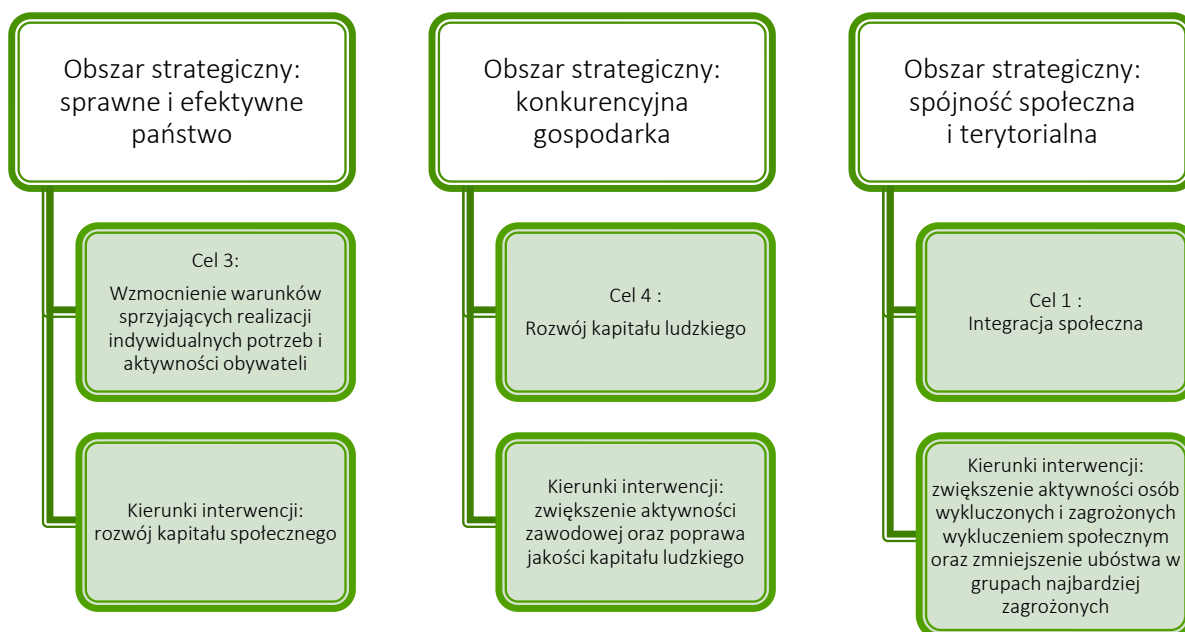 Obszar strategiczny:
sprawne i efektywne
państwo
Cel 3:
Wzmocnienie warunków
sprzyjających realizacji
indywidualnych potrzeb i
aktywności obywateli
Kierunki interwencji:
rozwój kapitału społecznego
Obszar strategiczny:
konkurencyjna
gospodarka
Cel 4 :
Rozwój kapitału ludzkiego
Kierunki interwencji:
zwiększenie aktywności
zawodowej oraz poprawa
jakości kapitału ludzkiego
Obszar strategiczny:
spójność społeczna
i terytorialna
Cel 1 :
Integracja społeczna
Kierunki interwencji:
zwiększenie aktywności osób
wykluczonych i zagrożonych
wykluczeniem społecznym
oraz zmniejszenie ubóstwa w
grupach najbardziej
zagrożonych